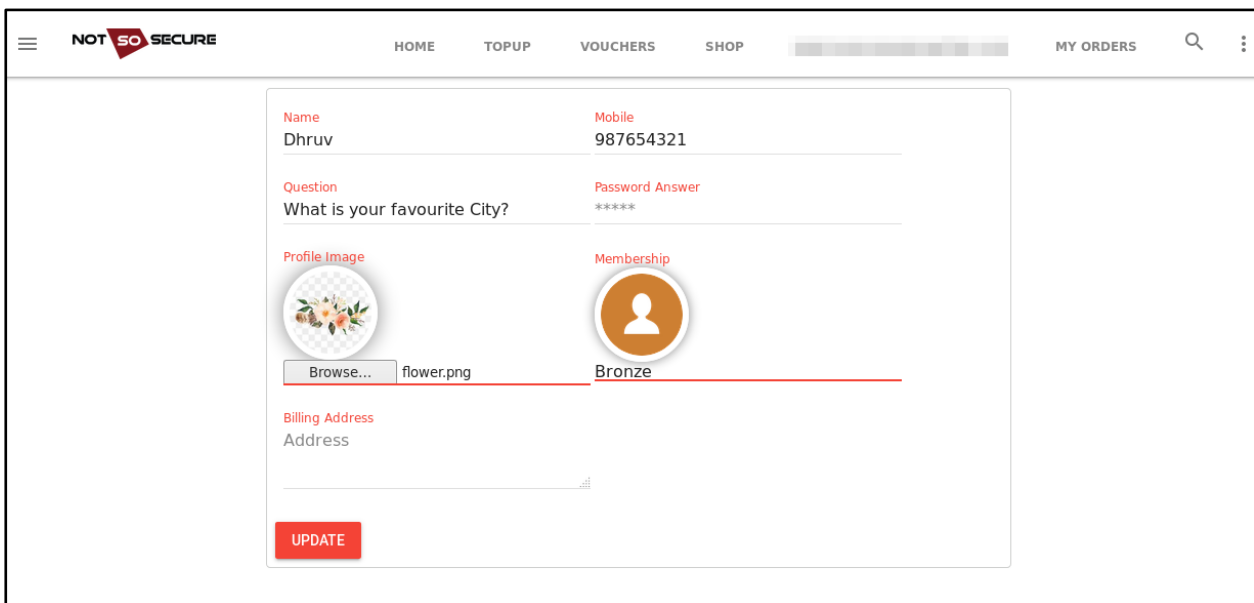 NOT SO SECURE
HOME TOPUP VOUCHERS SHOP MY ORDERS
Name Mobile
Dhruv 987654321
Question Password Answer
What is your favourite City? *****
Profile Image Membership
Browse... flower.png Bronze
Billing Address
Address
UPDATE